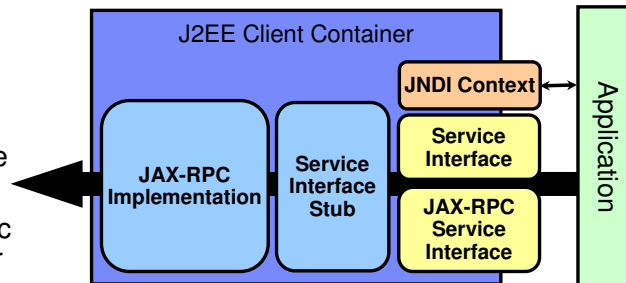 J2EE Client Container
JNDI Context
Service
Interface
JAX-RPC
Implementation
Service
Interface
Stub
JAX-RPC
Service
Interface
Application